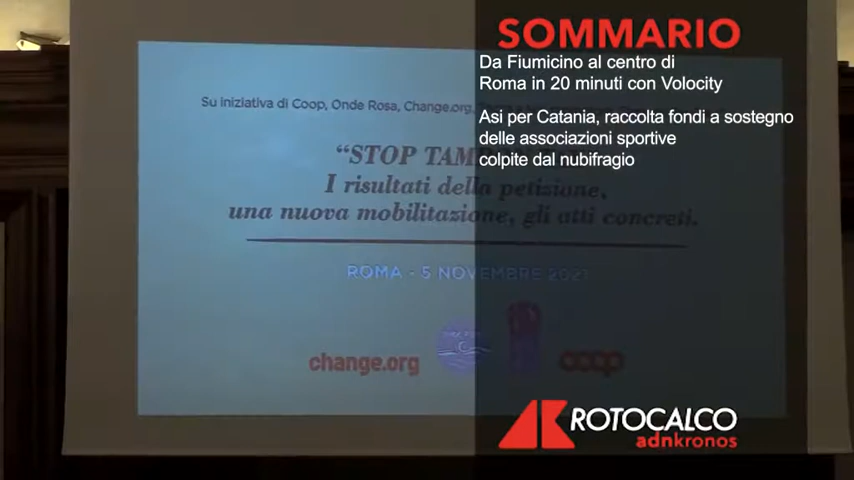 SOMMARIO
Da Fiumicino al centro di
Roma in 20 minuti con Volocity
Asi per Catania, raccolta fondi a sostegno
delle associazioni sportive
colpite dal nubifragio
Su iniziativa di Coop, Onde Rosa, Change.org,
"STOP
I risultati della petizione,
una nuova mobilitazione, gli atti concreti.
ROMA - 5 NOVEMBRE 2021
change.org
coop
ROTOCALCO
adnkronos